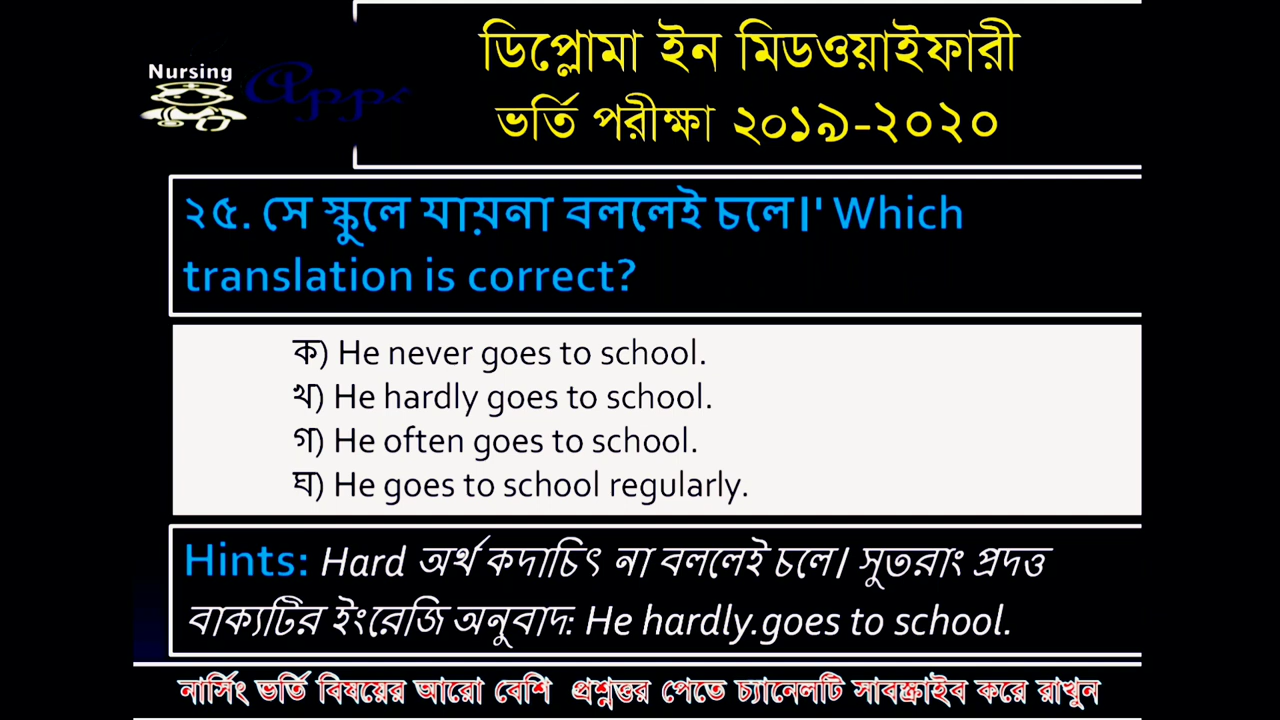 ডিপ্লোমা ইন মিডওয়াইফারী
Nursing
Apps
ভর্তি পরীক্ষা ২০১৯-২০২০
২৫. সে স্কুলে যায়না বললেই চলে।' Which
translation is correct?
ক) He never goes to school.
খ) He hardly goes to school.
গ) He often goes to school.
ঘ) He goes to school regularly.
Hints: Hard অর্থ কদাচিৎ না বললেই চলে। সুতরাং প্রদত্ত
বাক্যটির ইংরেজি অনুবাদ: He hardly.goes to school.
নার্সিং ভর্তি বিষয়ের আরো বেশি প্রশ্নত্তর পেতে চ্যানেলটি সাবস্ক্রাইব করে রাখুন